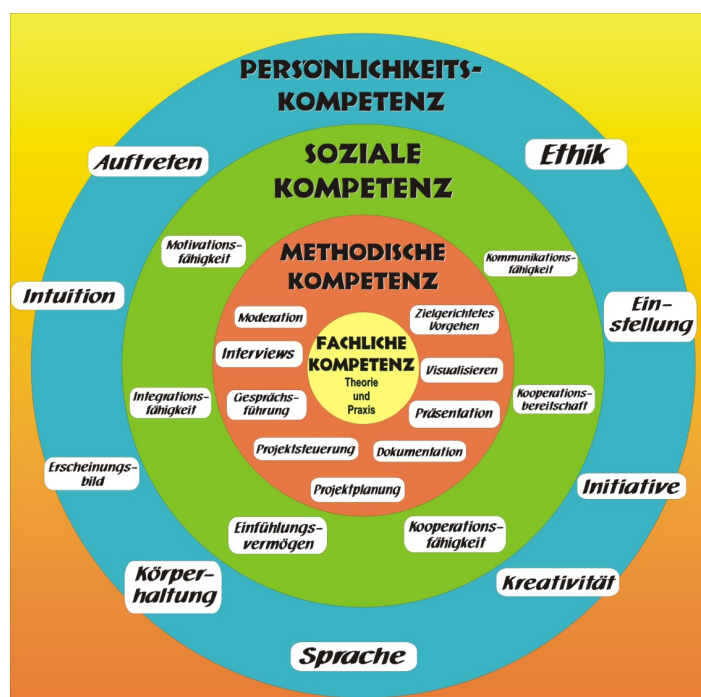 PERSÖNLICHKEITS-
KOMPETENZ
Auftreten
Ethik
Intuition
Ein-
stellung
Erscheinungs-
bild
Initiative
Körper-
haltung
Kreativität
Sprache
SOZIALE
KOMPETENZ
Motivations-
fähigkeit
Kommunikations-
fähigkeit
Integrations-
fähigkeit
Kooperations-
bereitschaft
Einfühlungs-
vermögen
Kooperations-
fähigkeit
METHODISCHE
KOMPETENZ
Moderation
Zielgerichtetes
Vorgehen
Interviews
Visualisieren
Gesprächs-
führung
Präsentation
Projektsteuerung
Dokumentation
Projektplanung
FACHLICHE
KOMPETENZ
Theorie
und
Praxis